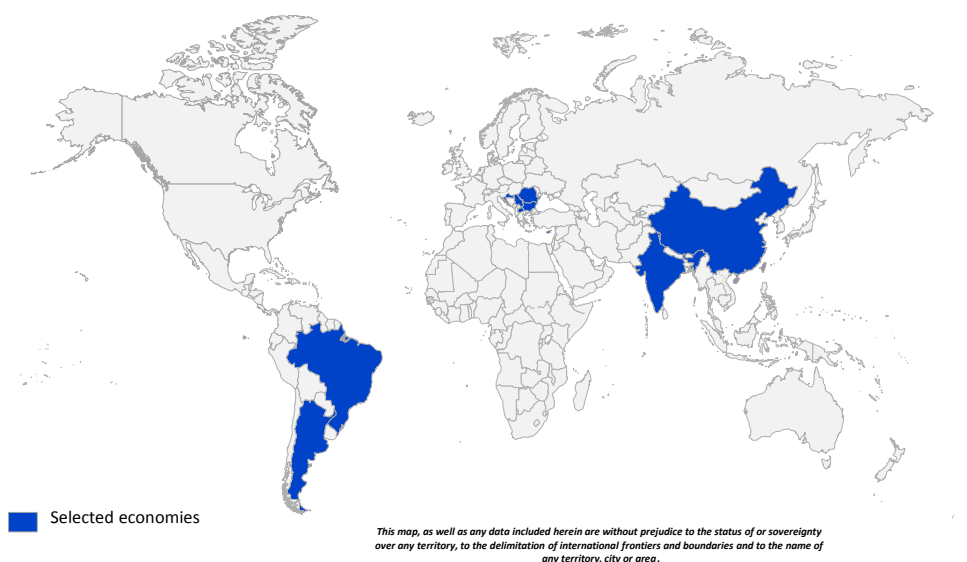 Selected economies
This map, as well as any data included herein are without prejudice to the status of or sovereignty
over any territory, to the delimitation of international frontiers and boundaries and to the name of
any territory, city or area.